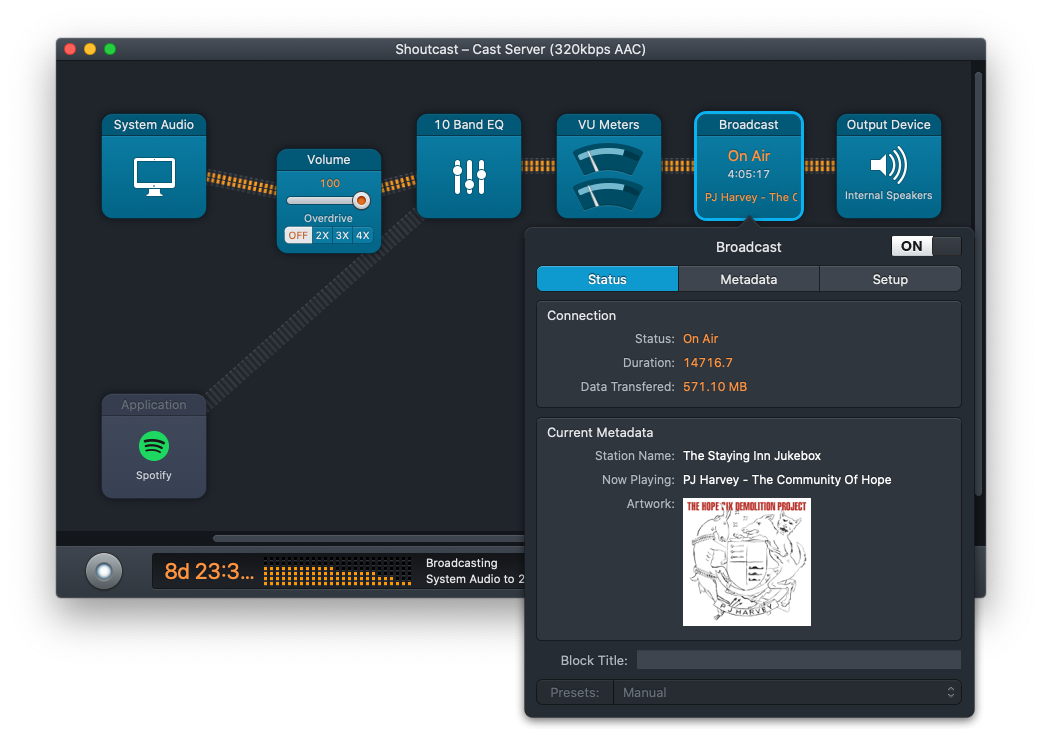 Shoutcast – Cast Server (320kbps AAC)
System Audio
Volume
100
Overdrive
OFF 2X 3X 4X
10 Band EQ
VU Meters
Broadcast
On Air
4:05:17
PJ Harvey - The C
Output Device
Internal Speakers
Application
Spotify
8d 23:3...
Broadcasting
System Audio to 2
Broadcast
ON
Status Metadata Setup
Connection
Status: On Air
Duration: 14716.7
Data Transfered: 571.10 MB
Current Metadata
Station Name: The Staying Inn Jukebox
Now Playing: PJ Harvey - The Community Of Hope
Artwork:
THE HOPE SIX DEMOLITION PROJECT
PJ HARVEY
Block Title:
Presets: Manual